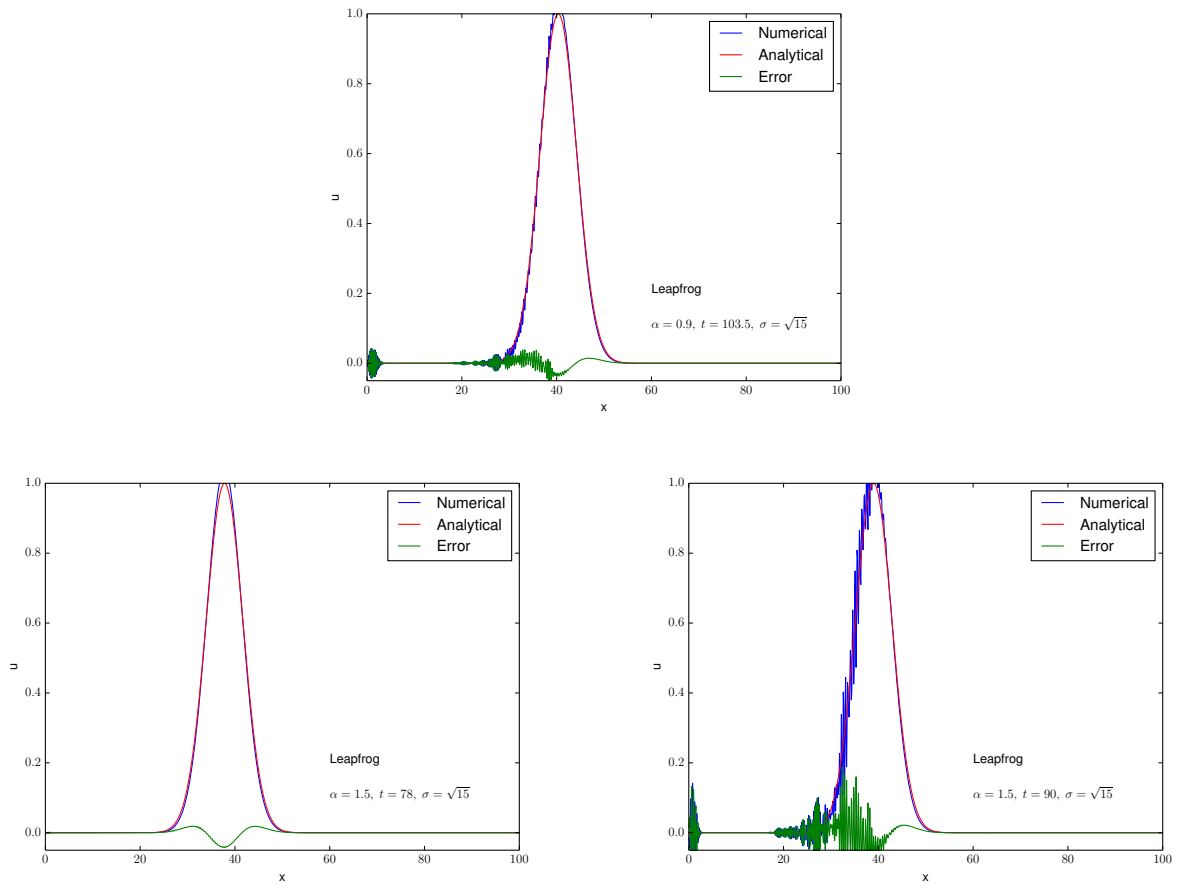 1.0
0.8
0.6
0.4
0.2
0.0
u
0 20 40 60 80 100
x
Numerical
Analytical
Error
Leapfrog
α = 0.9, t = 103.5, σ = √15
1.0
0.8
0.6
0.4
0.2
0.0
u
0 20 40 60 80 100
x
Numerical
Analytical
Error
Leapfrog
α = 1.5, t = 78, σ = √15
1.0
0.8
0.6
0.4
0.2
0.0
u
0 20 40 60 80 100
x
Numerical
Analytical
Error
Leapfrog
α = 1.5, t = 90, σ = √15